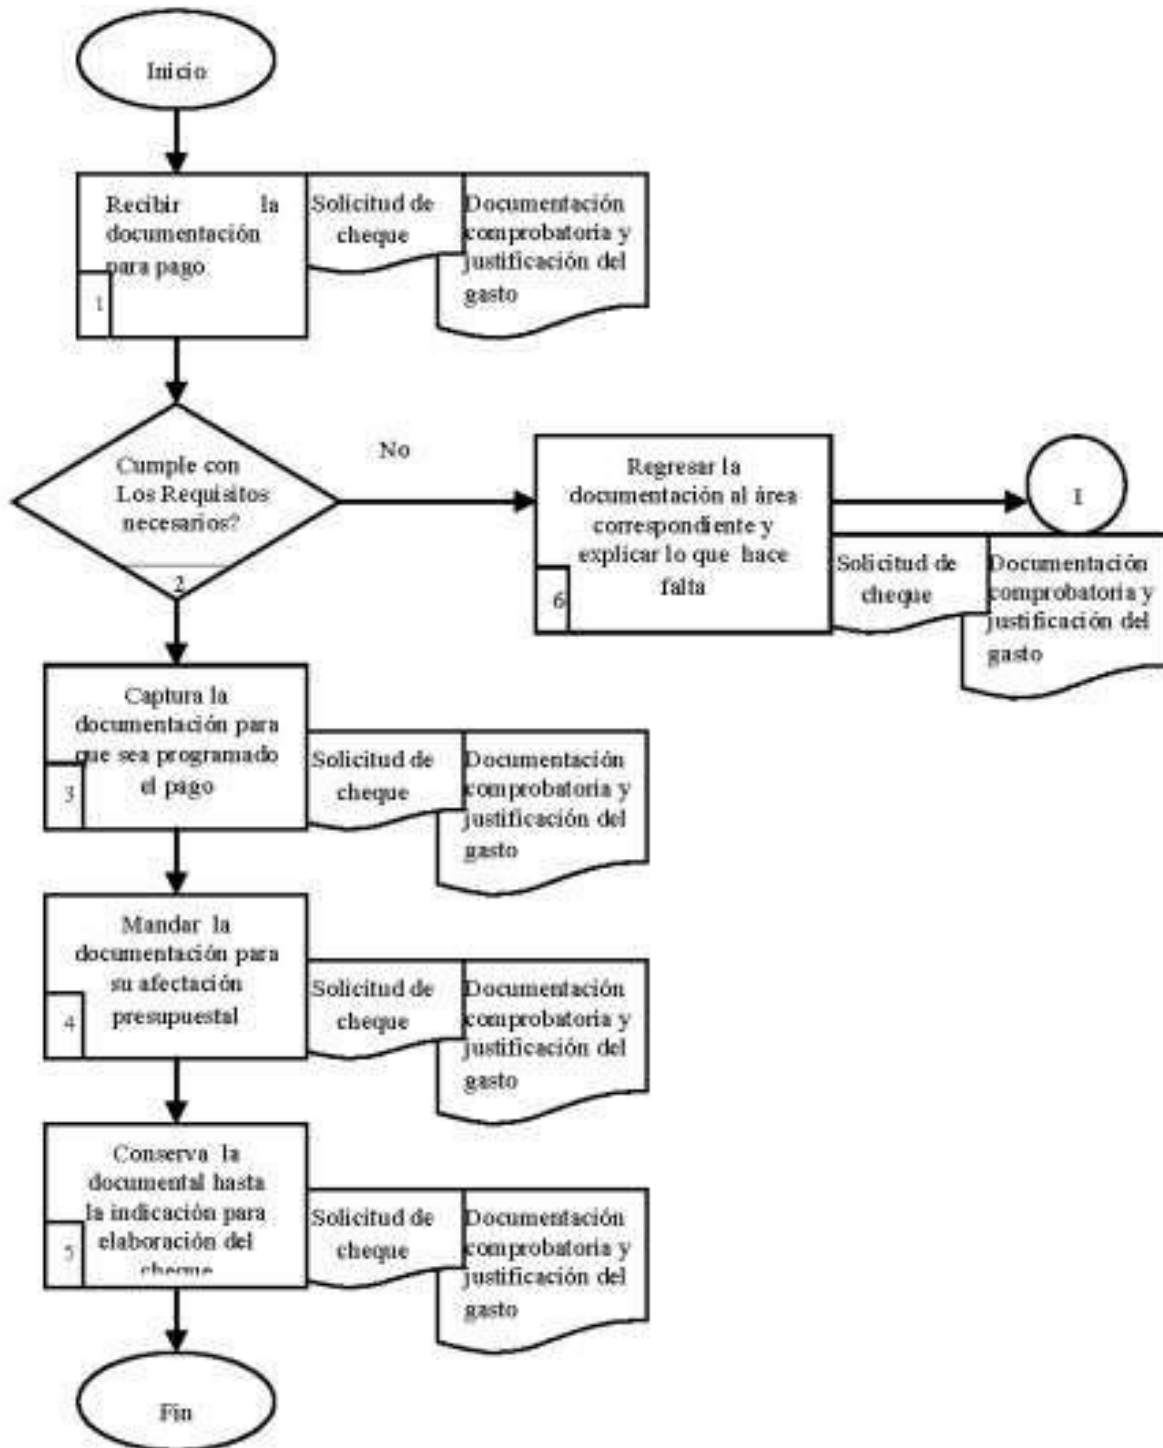 Inicio
Recibir la
documentación
para pago
1
Solicitud de
cheque
Documentación
comprobatoria y
justificación del
gasto
Cumple con
Los Requisitos
necesarios?
2
No
Regresar la
documentación al área
correspondiente y
explicar lo que hace
falta
6
I
Solicitud de
cheque
Documentación
comprobatoria y
justificación del
gasto
Captura la
documentación para
que sea programado
el pago
3
Solicitud de
cheque
Documentación
comprobatoria y
justificación del
gasto
Mandar la
documentación para
su afectación
presupuestal
4
Solicitud de
cheque
Documentación
comprobatoria y
justificación del
gasto
Conserva la
documental hasta
la indicación para
elaboración del
cheque
5
Solicitud de
cheque
Documentación
comprobatoria y
justificación del
gasto
Fin